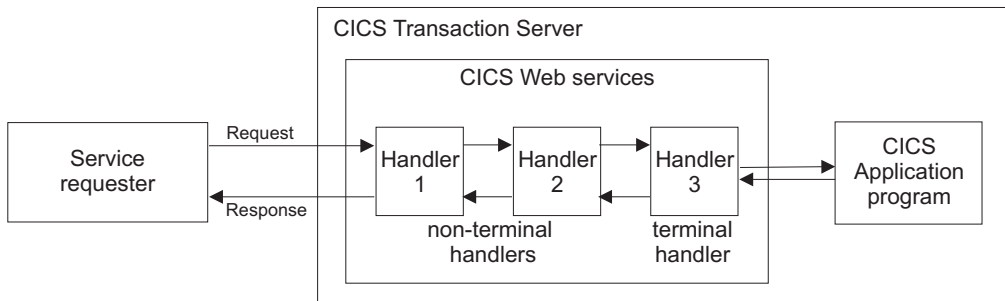 CICS Transaction Server
CICS Web services
Service
requester
Request
Response
Handler
1
Handler
2
Handler
3
non-terminal
handlers
terminal
handler
CICS
Application
program